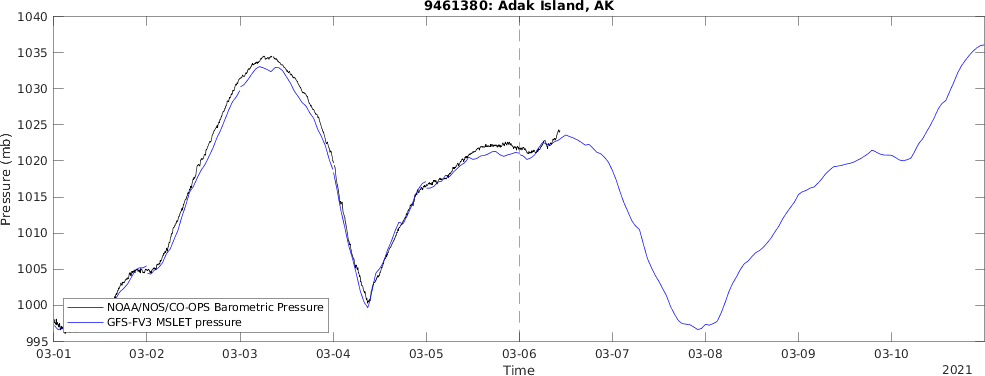 9461380: Adak Island, AK
Pressure (mb)
1040
1035
1030
1025
1020
1015
1010
1005
1000
995
NOAA/NOS/CO-OPS Barometric Pressure
GFS-FV3 MSLET pressure
03-01 03-02 03-03 03-04 03-05 03-06 03-07 03-08 03-09 03-10
Time
2021